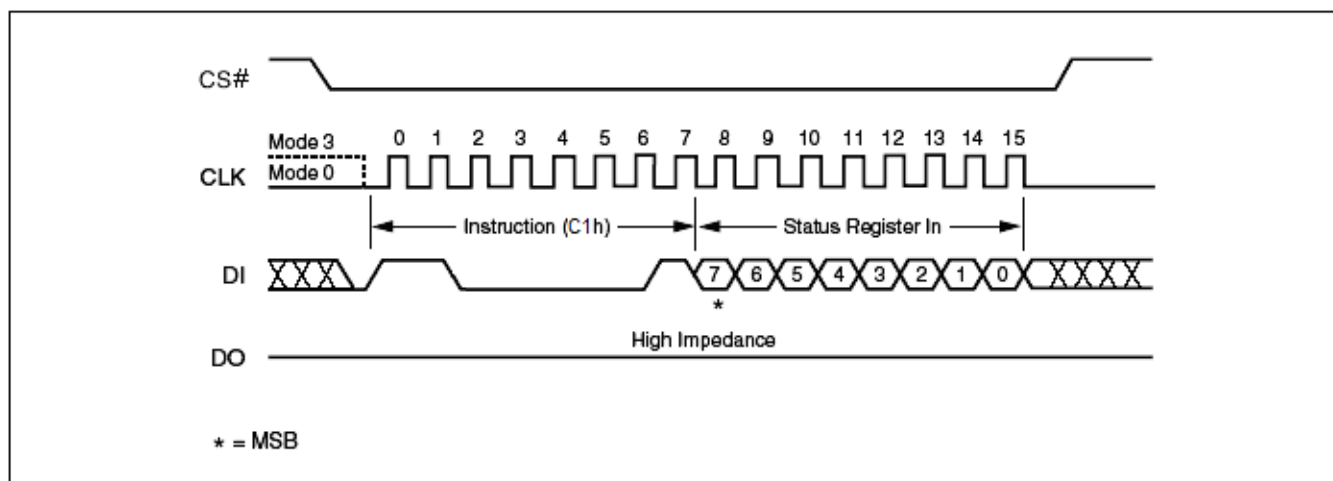 CS#
Mode 3
0 1 2 3 4 5 6 7 8 9 10 11 12 13 14 15
CLK
Mode 0
Instruction (C1h)
Status Register In
DI
7 6 5 4 3 2 1 0
*
High Impedance
DO
* = MSB